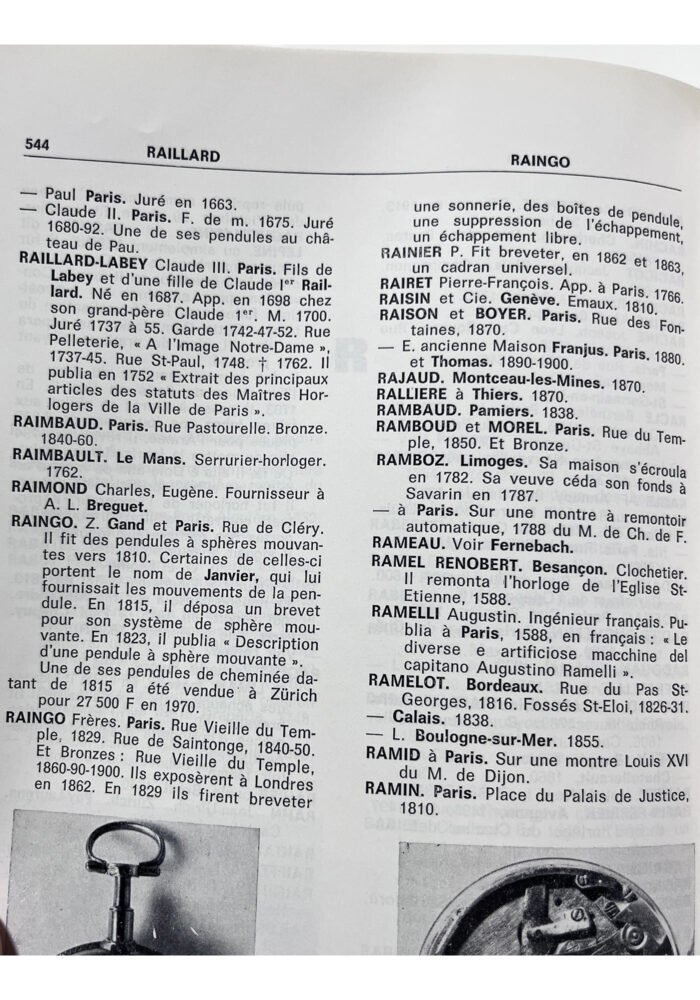 544
RAILLARD
RAINGO
— Paul Paris. Juré en 1663.
— Claude II. Paris. F. de m. 1675. Juré
1680-92. Une de ses pendules au châ-
teau de Pau.
RAILLARD-LABEY Claude III. Paris. Fils de
Labey et d'une fille de Claude Ier Rail-
lard. Né en 1687. App. en 1698 chez
son grand-père Claude 1er. M. 1700.
Juré 1737 à 55. Garde 1742-47-52. Rue
Pelleterie, « A l'Image Notre-Dame »,
1737-45. Rue St-Paul, 1748. † 1762. Il
publia en 1752 « Extrait des principaux
articles des statuts des Maîtres Hor-
logers de la Ville de Paris ».
RAIMBAUD. Paris. Rue Pastourelle. Bronze.
1840-60.
RAIMBAULT. Le Mans. Serrurier-horloger.
1762.
RAIMOND Charles, Eugène. Fournisseur à
A. L. Breguet.
RAINGO. Z. Gand et Paris. Rue de Cléry.
Il fit des pendules à sphères mouvan-
tes vers 1810. Certaines de celles-ci
portent le nom de Janvier, qui lui
fournissait les mouvements de la pen-
dule. En 1815, il déposa un brevet
pour son système de sphère mou-
vante. En 1823, il publia « Description
d'une pendule à sphère mouvante ».
Une de ses pendules de cheminée da-
tant de 1815 a été vendue à Zürich
pour 27 500 F en 1970.
RAINGO Frères. Paris. Rue Vieille du Tem-
ple, 1829. Rue de Saintonge, 1840-50.
Et Bronzes : Rue Vieille du Temple,
1860-90-1900. Ils exposèrent à Londres
en 1862. En 1829 ils firent breveter
une sonnerie, des boîtes de pendule,
une suppression de l'échappement,
un échappement libre.
RAINIER P. Fit breveter, en 1862 et 1863,
un cadran universel.
RAIRET Pierre-François. App. à Paris. 1766.
RAISIN et Cie. Genève. Emaux. 1810.
RAISON et BOYER. Paris. Rue des Fon-
taines, 1870.
— E. ancienne Maison Franjus. Paris. 1880.
et Thomas. 1890-1900.
RAJAUD. Montceau-les-Mines. 1870.
RALLIERE à Thiers. 1870.
RAMBAUD. Pamiers. 1838.
RAMBOUD et MOREL. Paris. Rue du Tem-
ple, 1850. Et Bronze.
RAMBOZ. Limoges. Sa maison s'écroula
en 1782. Sa veuve céda son fonds à
Savarin en 1787.
— à Paris. Sur une montre à remontoir
automatique, 1788 du M. de Ch. de F.
RAMEAU. Voir Fernebach.
RAMEL RENOBERT. Besançon. Clochetier.
Il remonta l'horloge de l'Eglise St-
Etienne, 1588.
RAMELLI Augustin. Ingénieur français. Pu-
blia à Paris, 1588, en français : « Le
diverse e artificiose macchine del
capitano Augustino Ramelli ».
RAMELOT. Bordeaux. Rue du Pas St-
Georges, 1816. Fossés St-Eloi, 1826-31.
— Calais. 1838.
— L. Boulogne-sur-Mer. 1855.
RAMID à Paris. Sur une montre Louis XVI
du M. de Dijon.
RAMIN. Paris. Place du Palais de Justice,
1810.